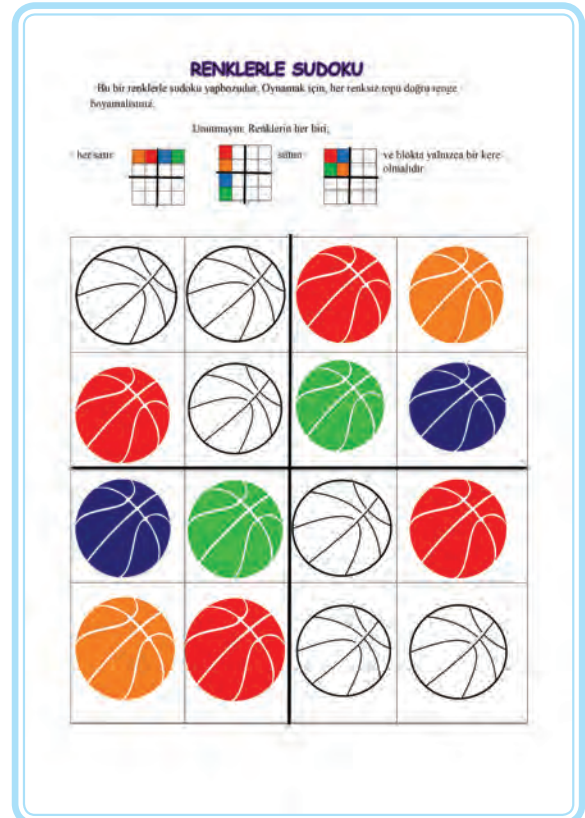 RENKLERLE SUDOKU
Bu bir renklerle sudoku yapbozudur. Oynamak için, her renksiz topu doğru renge
boyamalısınız.
Unutmayın: Renklerin her biri;
her satır
sütun
ve blokta yalnızca bir kere
olmalıdır